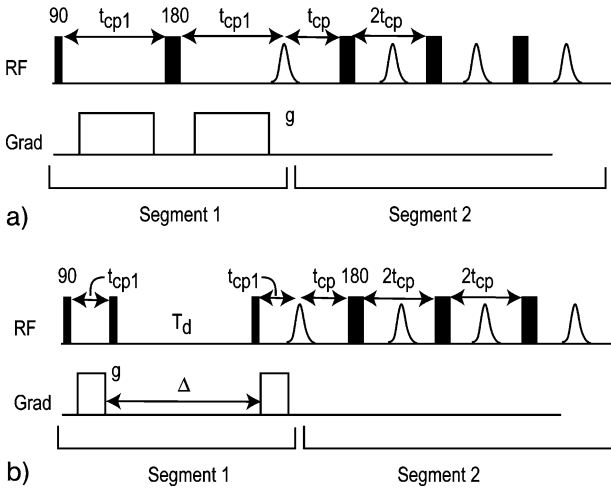 90 tcp1 180 tcp1 tcp 2tcp
RF
g
Grad
Segment 1 Segment 2
a)
90 tcp1 tcp1 tcp 180 2tcp 2tcp
RF Td
g Δ
Grad
Segment 1 Segment 2
b)